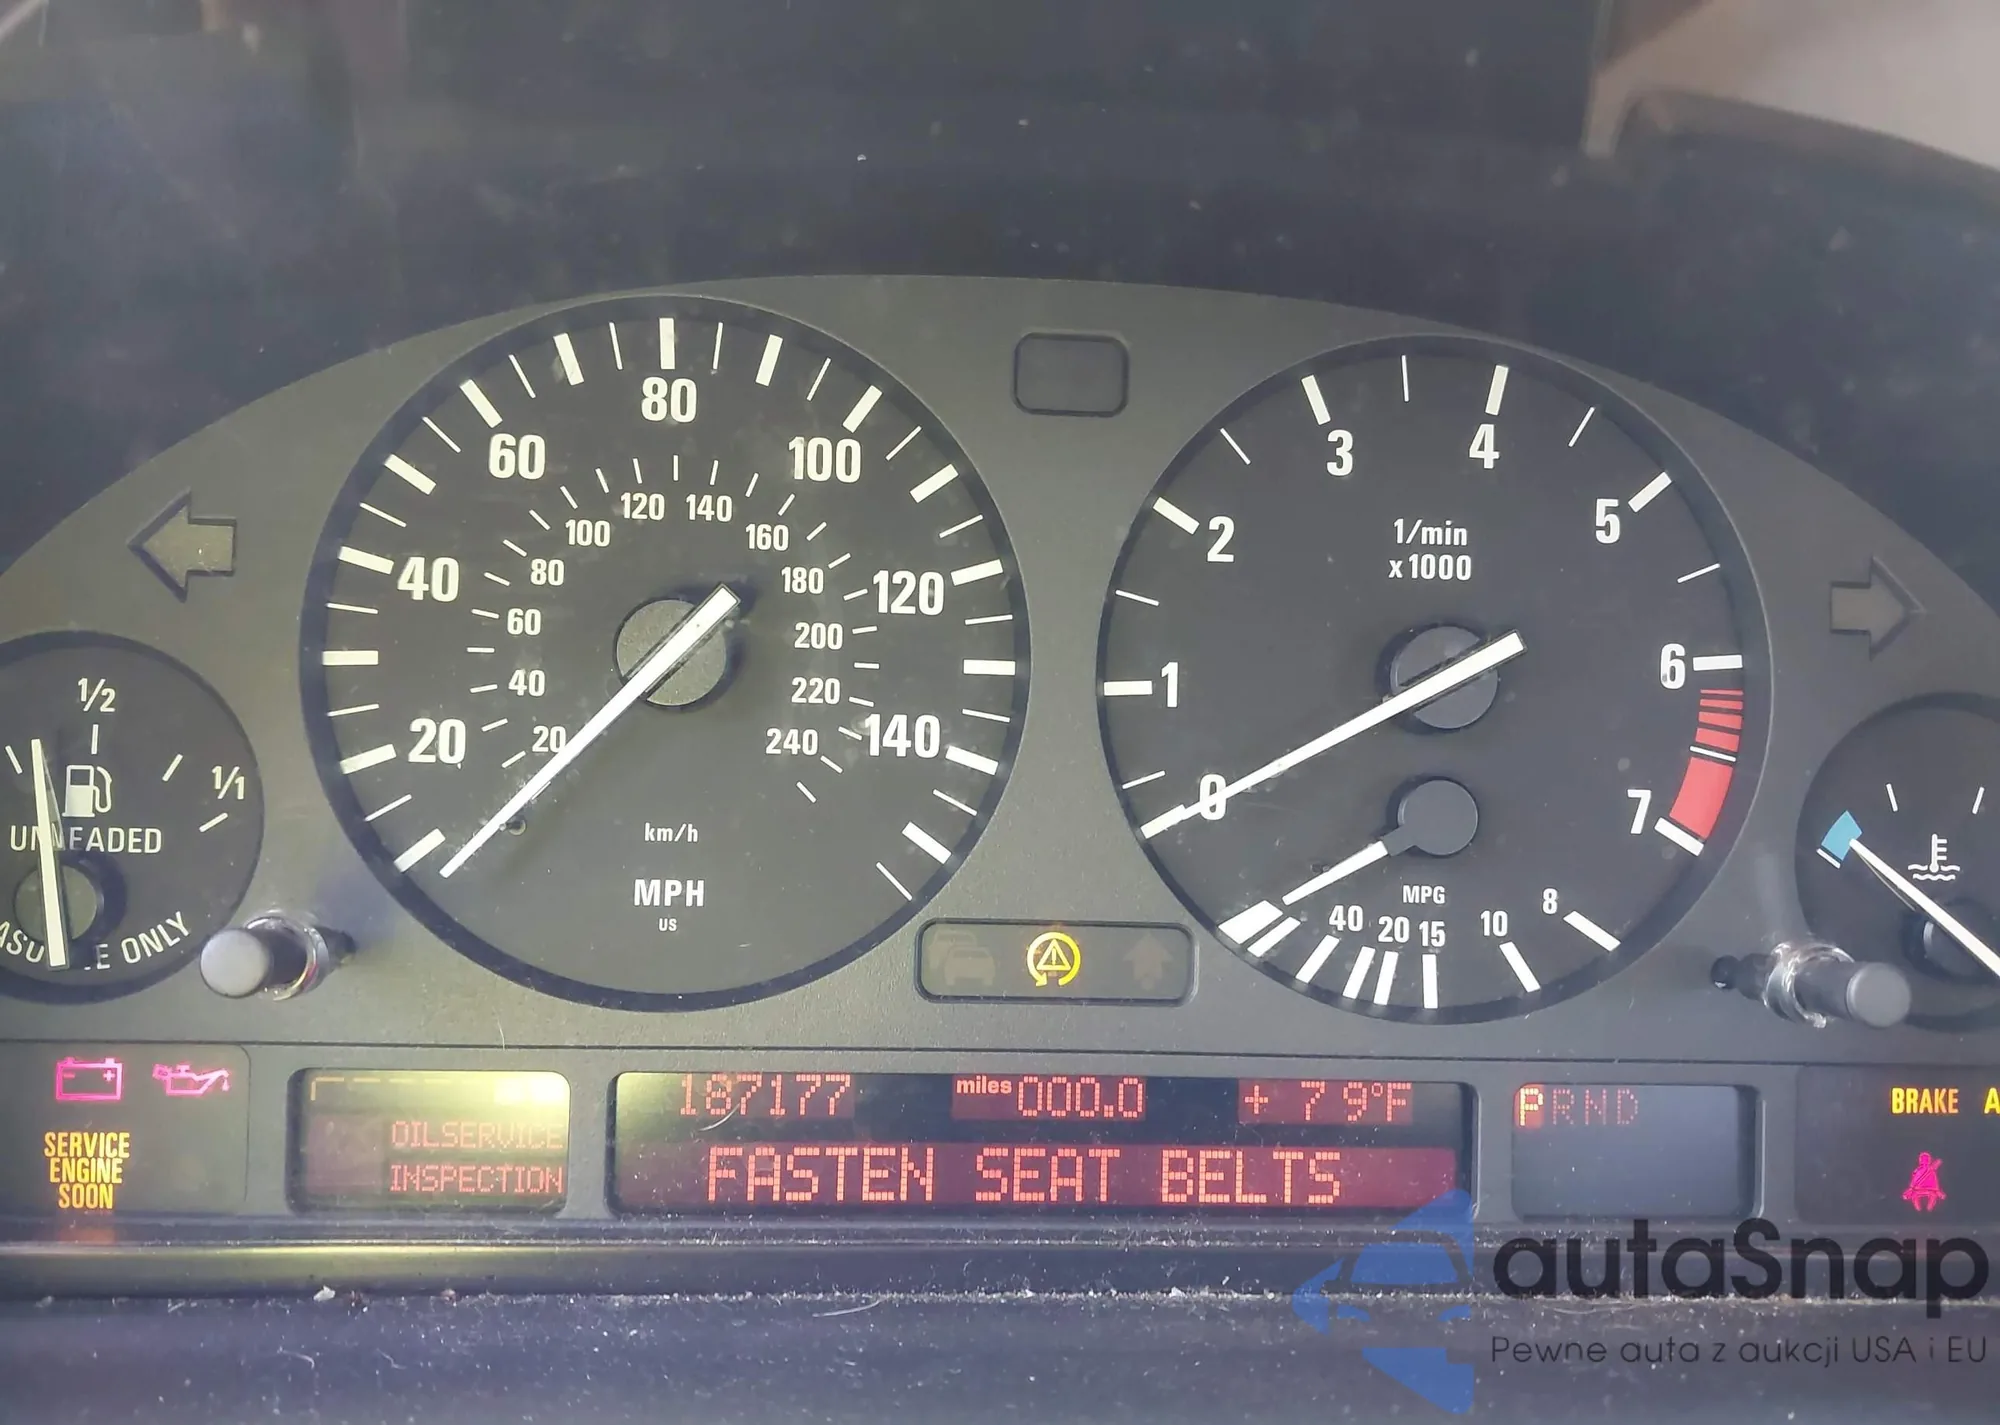 80
60
100
40
120
20
140
120 140
100
160
80
180
60
200
40
220
20
240
km/h
MPH
US
3
4
2
5
1
6
0
7
1/min
x1000
MPG
40 20 15 10 8
1/2
1/1
ONLY
SERVICE
ENGINE
SOON
OILSERVICE
INSPECTION
187177 miles 000.0 + 79°F
FASTEN SEAT BELTS
PRND
BRAKE A
autaSnap
Pewne auta z aukcji USA i EU